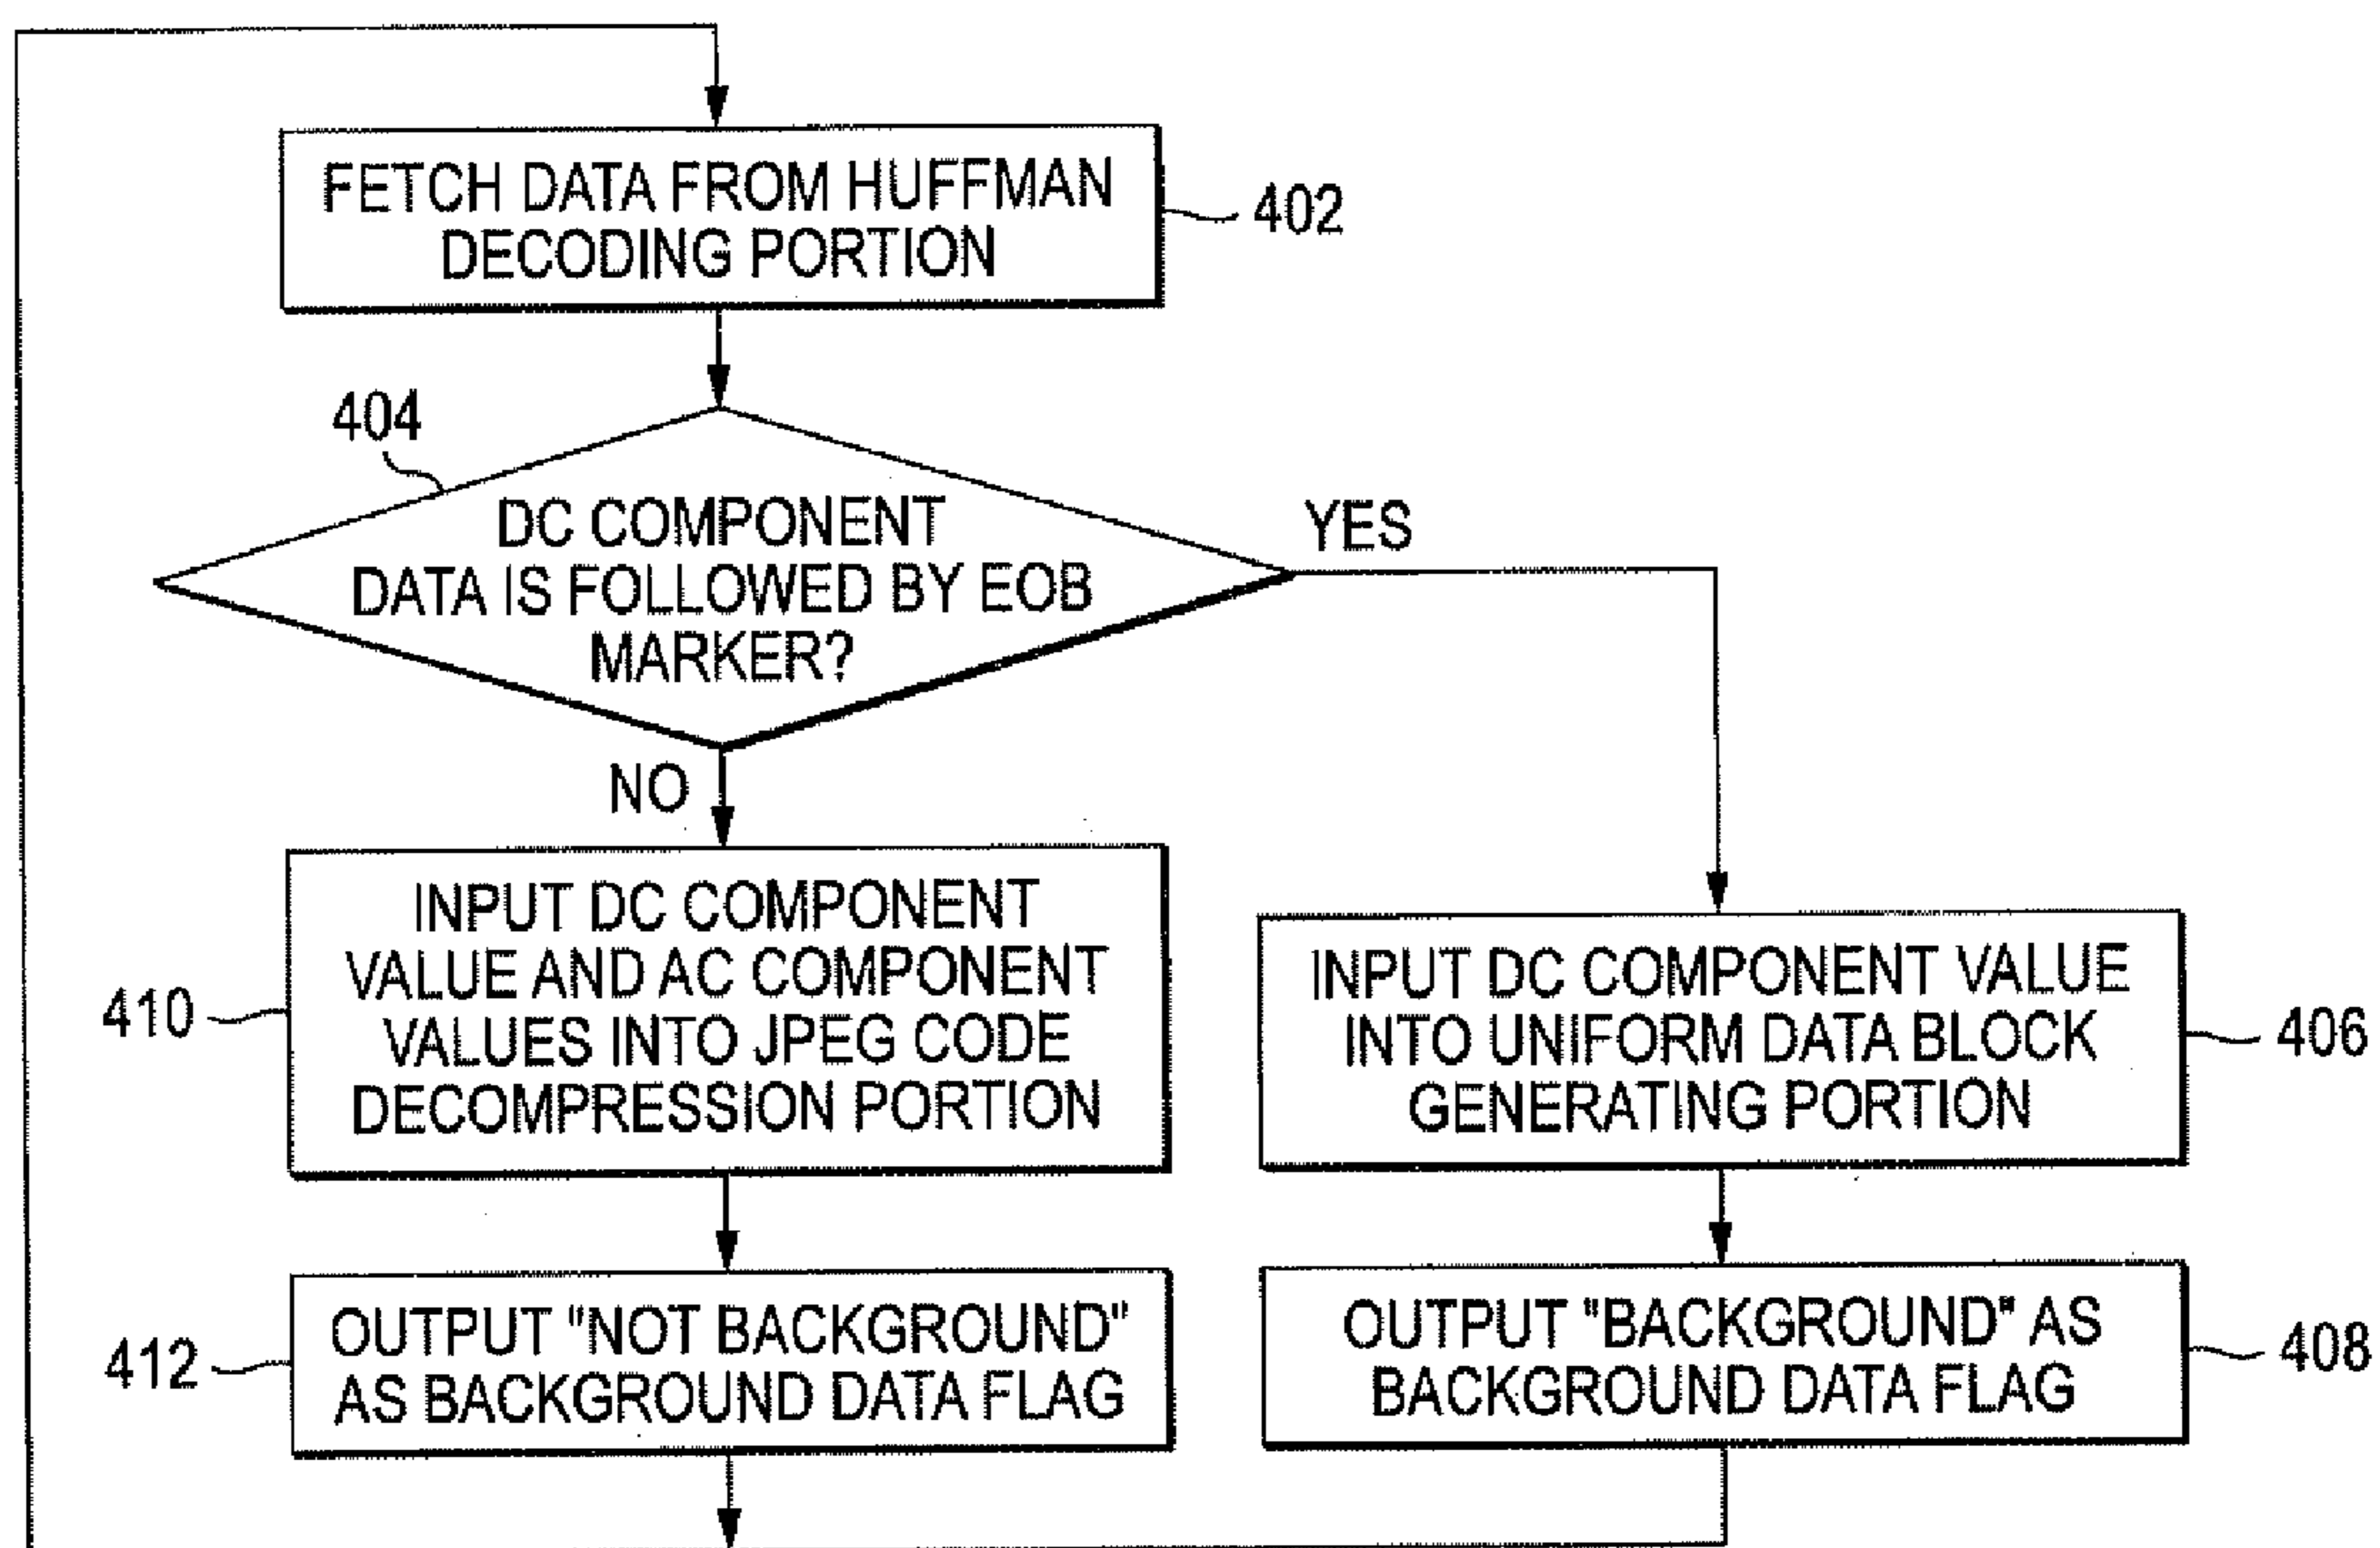 FETCH DATA FROM HUFFMAN
DECODING PORTION
402
404
DC COMPONENT
DATA IS FOLLOWED BY EOB
MARKER?
YES
NO
INPUT DC COMPONENT
VALUE AND AC COMPONENT
VALUES INTO JPEG CODE
DECOMPRESSION PORTION
410
INPUT DC COMPONENT VALUE
INTO UNIFORM DATA BLOCK
GENERATING PORTION
406
OUTPUT "NOT BACKGROUND"
AS BACKGROUND DATA FLAG
412
OUTPUT "BACKGROUND" AS
BACKGROUND DATA FLAG
408